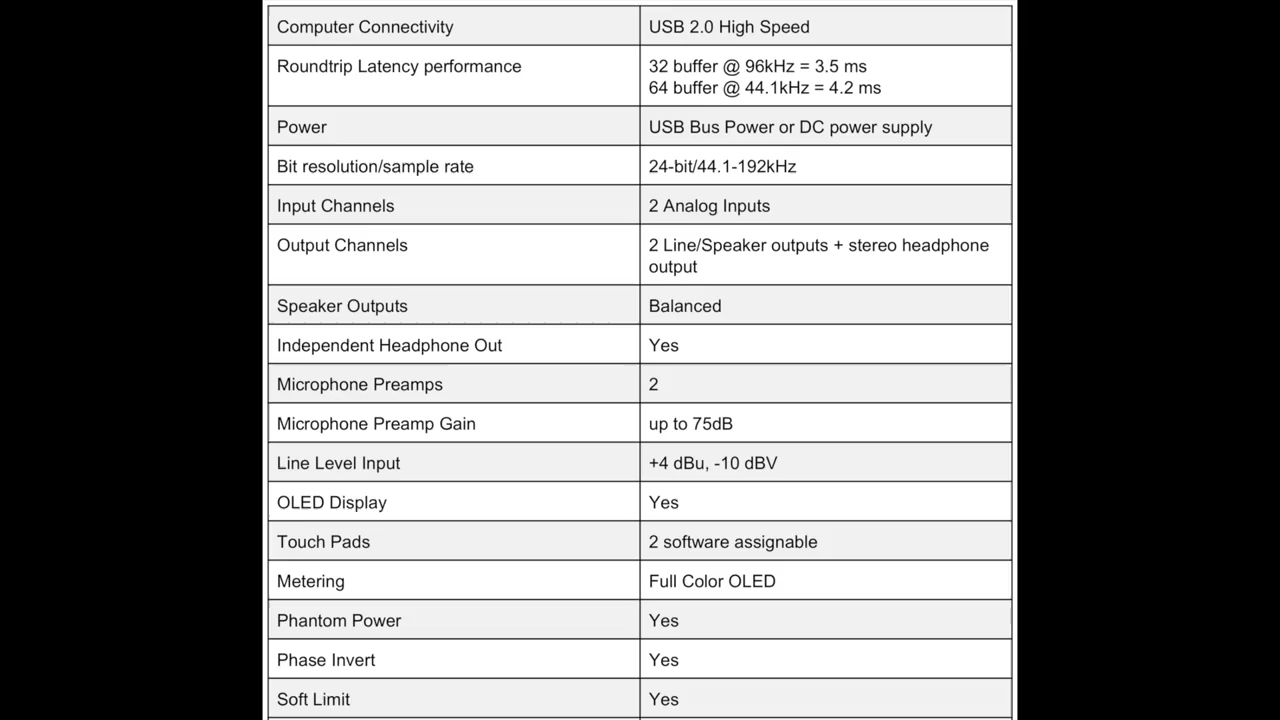 Computer Connectivity USB 2.0 High Speed
Roundtrip Latency performance 32 buffer @ 96kHz = 3.5 ms
64 buffer @ 44.1kHz = 4.2 ms
Power USB Bus Power or DC power supply
Bit resolution/sample rate 24-bit/44.1-192kHz
Input Channels 2 Analog Inputs
Output Channels 2 Line/Speaker outputs + stereo headphone
output
Speaker Outputs Balanced
Independent Headphone Out Yes
Microphone Preamps 2
Microphone Preamp Gain up to 75dB
Line Level Input +4 dBu, -10 dBV
OLED Display Yes
Touch Pads 2 software assignable
Metering Full Color OLED
Phantom Power Yes
Phase Invert Yes
Soft Limit Yes